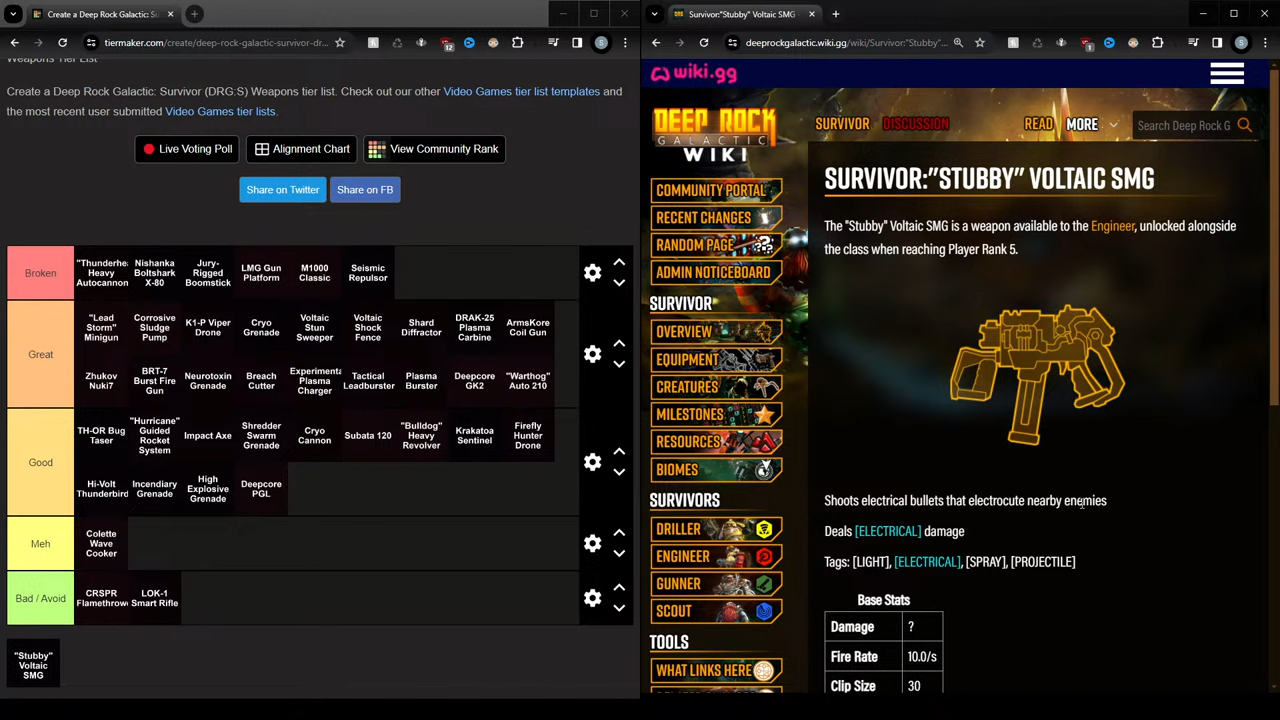 Create a Deep Rock Galactic: Su
tiermaker.com/create/deep-rock-galactic-survivor-dr...
12
S
Weapons Tier List
Create a Deep Rock Galactic: Survivor (DRG:S) Weapons tier list. Check out our other Video Games tier list templates and
the most recent user submitted Video Games tier lists.
Live Voting Poll
Alignment Chart
View Community Rank
Share on Twitter
Share on FB
Broken
"Thunderhe
Heavy
Autocannon
Nishanka
Boltshark
X-80
Jury-
Rigged
Boomstick
LMG Gun
Platform
M1000
Classic
Seismic
Repulsor
Great
"Lead
Storm"
Minigun
Corrosive
Sludge
Pump
K1-P Viper
Drone
Cryo
Grenade
Voltaic
Stun
Sweeper
Voltaic
Shock
Fence
Shard
Diffractor
DRAK-25
Plasma
Carbine
ArmsKore
Coil Gun
Zhukov
Nuki7
BRT-7
Burst Fire
Gun
Neurotoxin
Grenade
Breach
Cutter
Experimenta
Plasma
Charger
Tactical
Leadburster
Plasma
Burster
Deepcore
GK2
"Warthog"
Auto 210
Good
TH-OR Bug
Taser
"Hurricane"
Guided
Rocket
System
Impact Axe
Shredder
Swarm
Grenade
Cryo
Cannon
Subata 120
"Bulldog"
Heavy
Revolver
Krakatoa
Sentinel
Firefly
Hunter
Drone
Hi-Volt
Thunderbird
Incendiary
Grenade
High
Explosive
Grenade
Deepcore
PGL
Meh
Colette
Wave
Cooker
Bad / Avoid
CRSPR
Flamethrow
LOK-1
Smart Rifle
"Stubby"
Voltaic
SMG
Survivor:"Stubby" Voltaic SMG
deeprockgalactic.wiki.gg/wiki/Survivor:"Stubby"...
1
S
wiki.gg
DEEP ROCK
GALACTIC
WIKI
SURVIVOR
DISCUSSION
READ
MORE
Search Deep Rock G
COMMUNITY PORTAL
RECENT CHANGES
RANDOM PAGE
ADMIN NOTICEBOARD
SURVIVOR
OVERVIEW
EQUIPMENT
CREATURES
MILESTONES
RESOURCES
BIOMES
SURVIVORS
DRILLER
ENGINEER
GUNNER
SCOUT
TOOLS
WHAT LINKS HERE
SURVIVOR:"STUBBY" VOLTAIC SMG
The "Stubby" Voltaic SMG is a weapon available to the Engineer, unlocked alongside
the class when reaching Player Rank 5.
Shoots electrical bullets that electrocute nearby enemies
Deals [ELECTRICAL] damage
Tags: [LIGHT], [ELECTRICAL], [SPRAY], [PROJECTILE]
Base Stats
Damage ?
Fire Rate 10.0/s
Clip Size 30